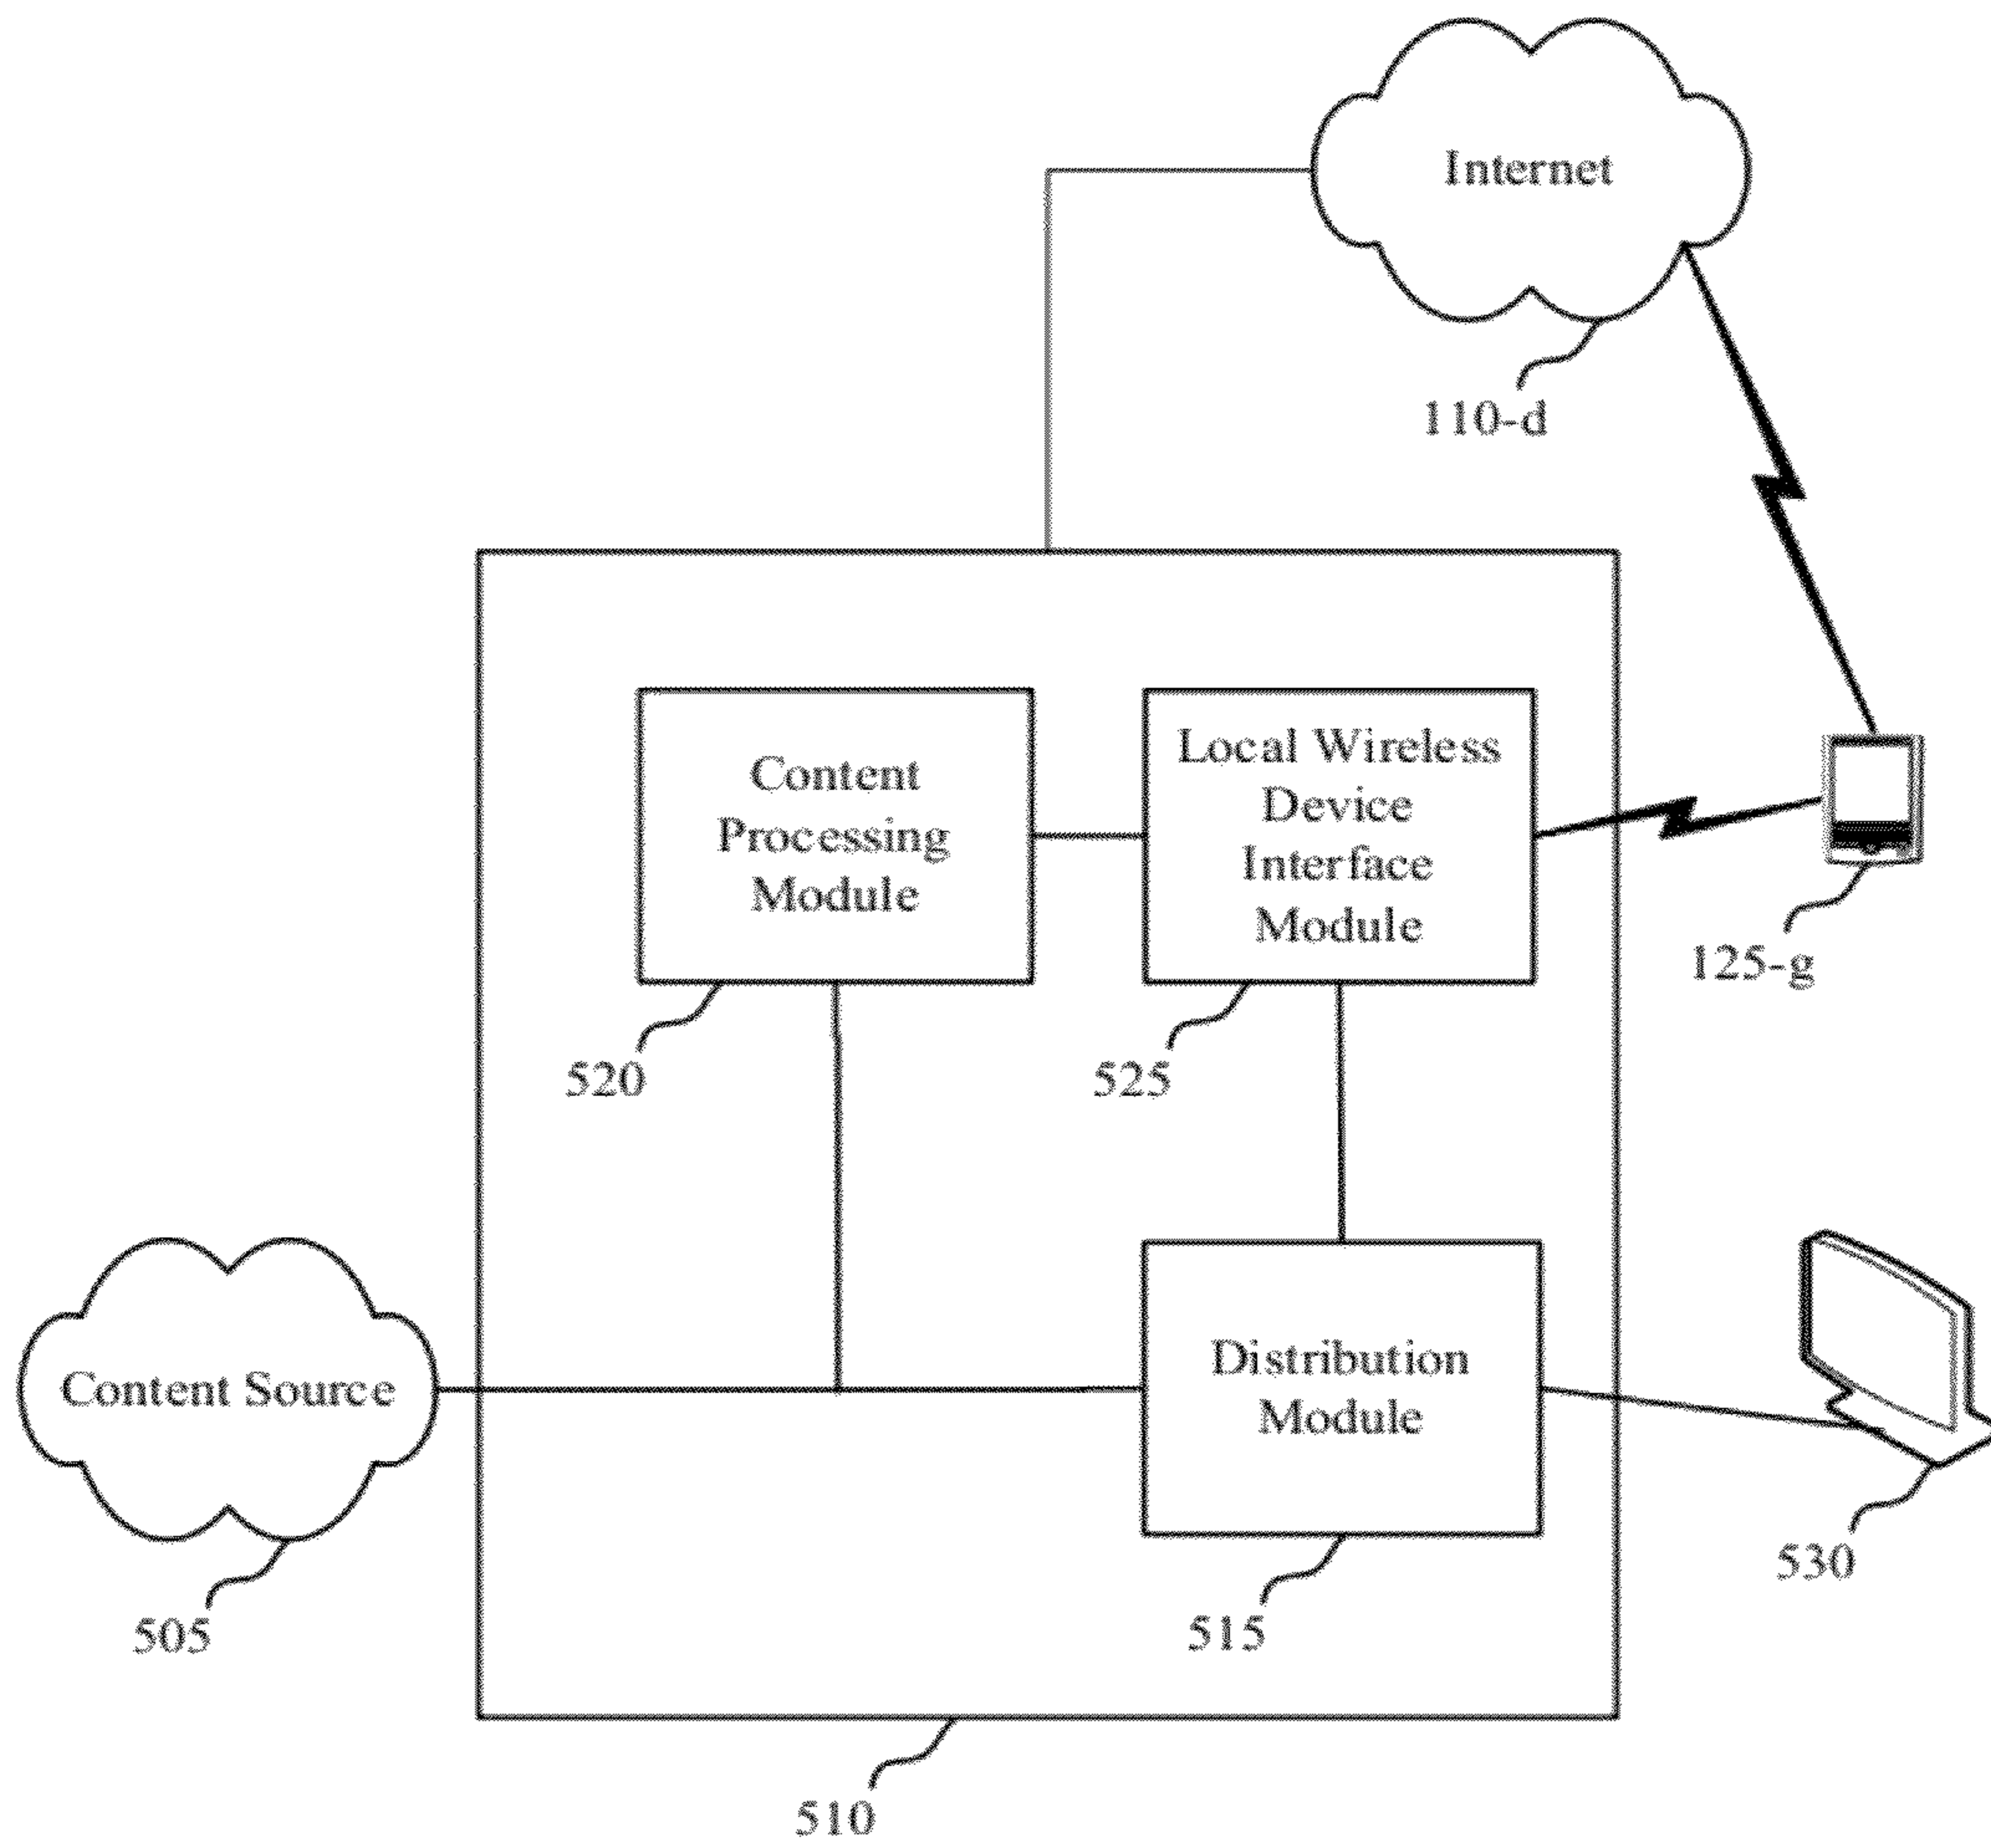 Internet
110-d
Content
Processing
Module
Local Wireless
Device
Interface
Module
125-g
520
525
Content Source
Distribution
Module
505
515
530
510